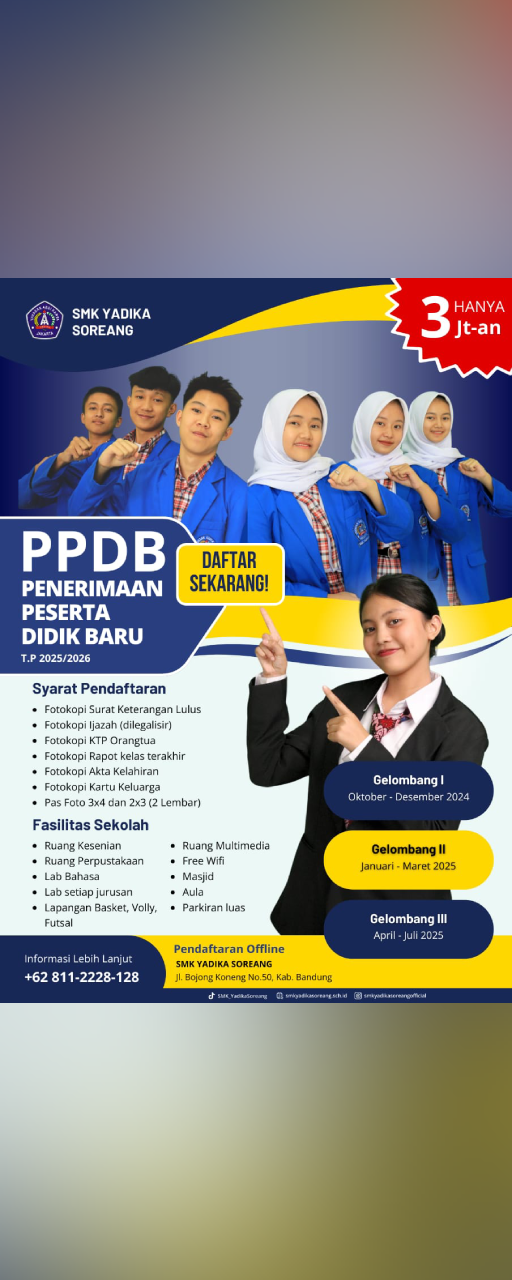 SMK YADIKA
SOREANG
3 HANYA
Jt-an
PPDB
PENERIMAAN
PESERTA
DIDIK BARU
T.P 2025/2026
DAFTAR
SEKARANG!
Syarat Pendaftaran
• Fotokopi Surat Keterangan Lulus
• Fotokopi Ijazah (dilegalisir)
• Fotokopi KTP Orangtua
• Fotokopi Rapot kelas terakhir
• Fotokopi Akta Kelahiran
• Fotokopi Kartu Keluarga
• Pas Foto 3x4 dan 2x3 (2 Lembar)
Fasilitas Sekolah
• Ruang Kesenian
• Ruang Perpustakaan
• Lab Bahasa
• Lab setiap jurusan
• Lapangan Basket, Volly,
Futsal
• Ruang Multimedia
• Free Wifi
• Masjid
• Aula
• Parkiran luas
Gelombang I
Oktober - Desember 2024
Gelombang II
Januari - Maret 2025
Gelombang III
April - Juli 2025
Informasi Lebih Lanjut
+62 811-2228-128
Pendaftaran Offline
SMK YADIKA SOREANG
Jl. Bojong Koneng No.50, Kab. Bandung
SMK_YadikaSoreang
smkyadikasoreang.sch.id
smkyadikasoreangofficial